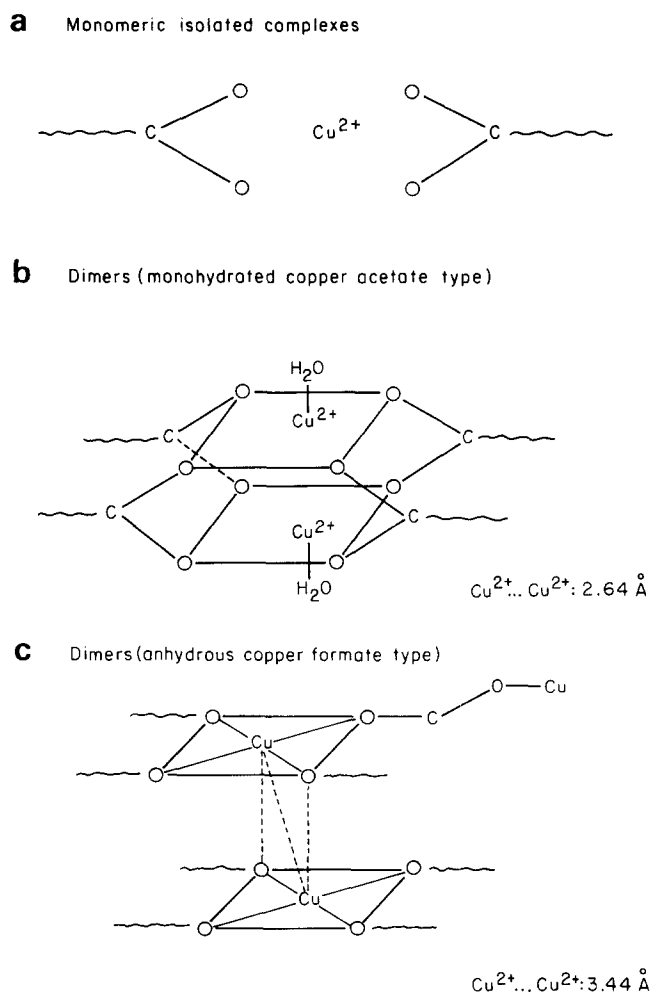 a Monomeric isolated complexes
O O
C Cu²⁺ C
O O
b Dimers (monohydrated copper acetate type)
H₂O
O O
Cu²⁺
C C
O O
O O
C C
Cu²⁺
O O
H₂O
Cu²⁺... Cu²⁺: 2.64 Å
c Dimers (anhydrous copper formate type)
O Cu
O O C
Cu
O O
O O
Cu
O O
Cu²⁺... Cu²⁺: 3.44 Å